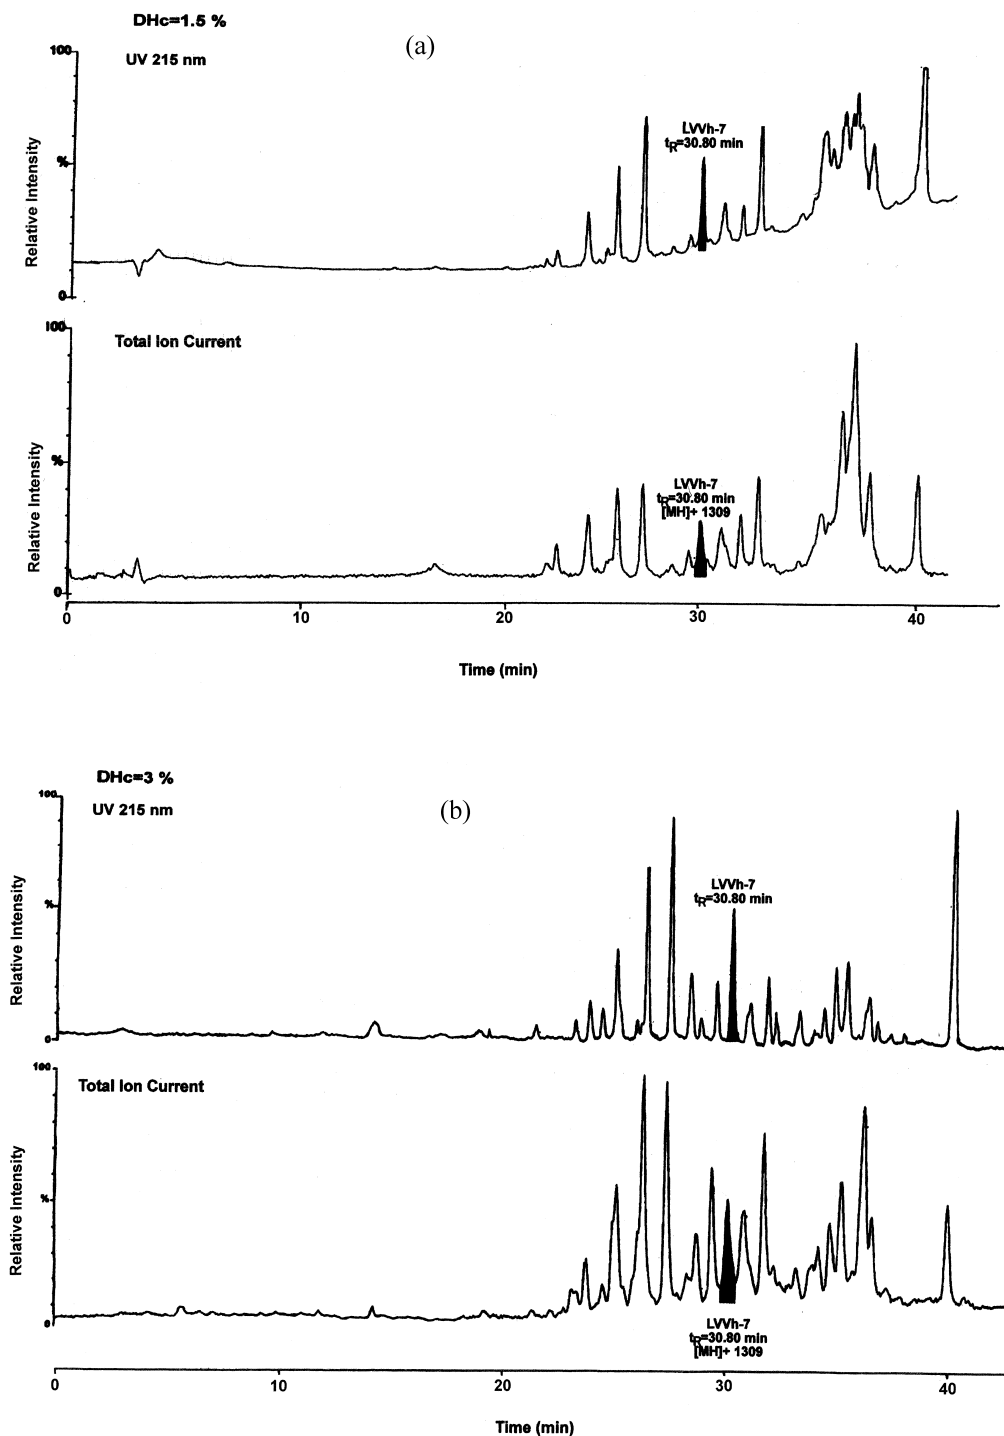 DHc=1.5 %
(a)
100
UV 215 nm
LVVh-7
tR=30.80 min
%
Relative Intensity
0
100
Total Ion Current
%
Relative Intensity
LVVh-7
tR=30.80 min
[MH]+ 1309
0
0 10 20 30 40
Time (min)
DHc=3 %
100
UV 215 nm
(b)
LVVh-7
tR=30.80 min
%
Relative Intensity
0
100
Total Ion Current
%
Relative Intensity
0
LVVh-7
tR=30.80 min
[MH]+ 1309
0 10 20 30 40
Time (min)